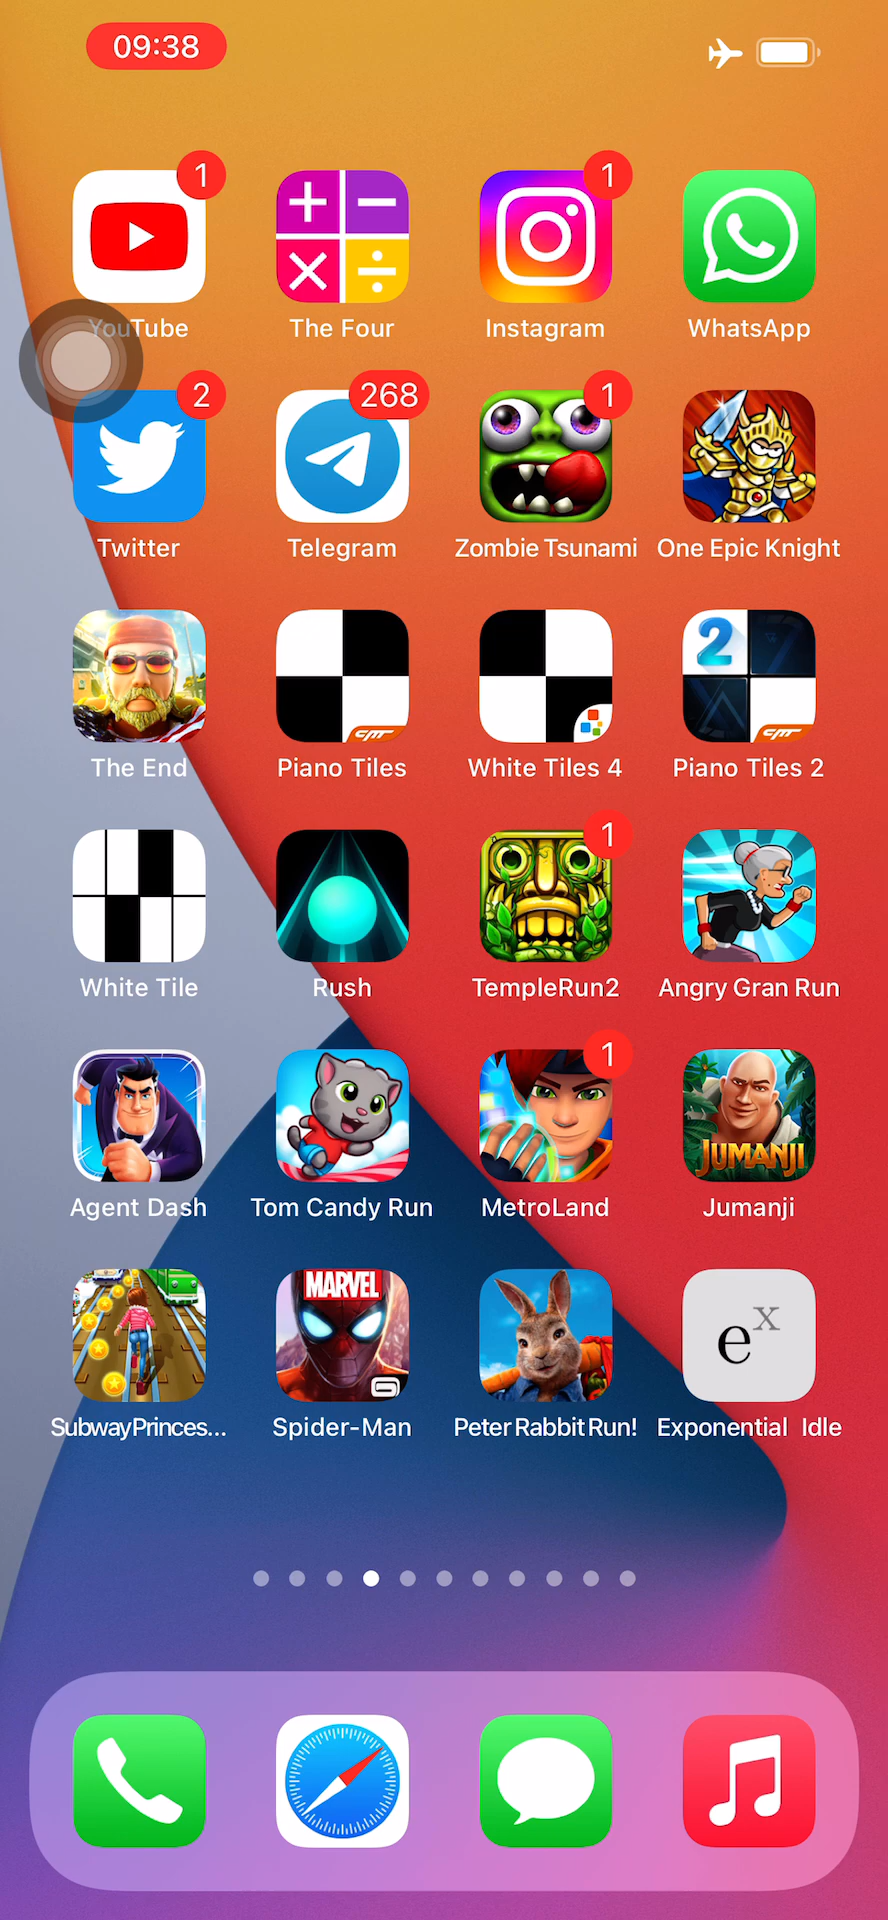 09:38
1
1
YouTube
The Four
Instagram
WhatsApp
2
268
1
Twitter
Telegram
Zombie Tsunami
One Epic Knight
2
The End
Piano Tiles
White Tiles 4
Piano Tiles 2
1
White Tile
Rush
TempleRun2
Angry Gran Run
1
JUMANJI
Agent Dash
Tom Candy Run
MetroLand
Jumanji
MARVEL
e^x
SubwayPrinces...
Spider-Man
Peter Rabbit Run!
Exponential Idle